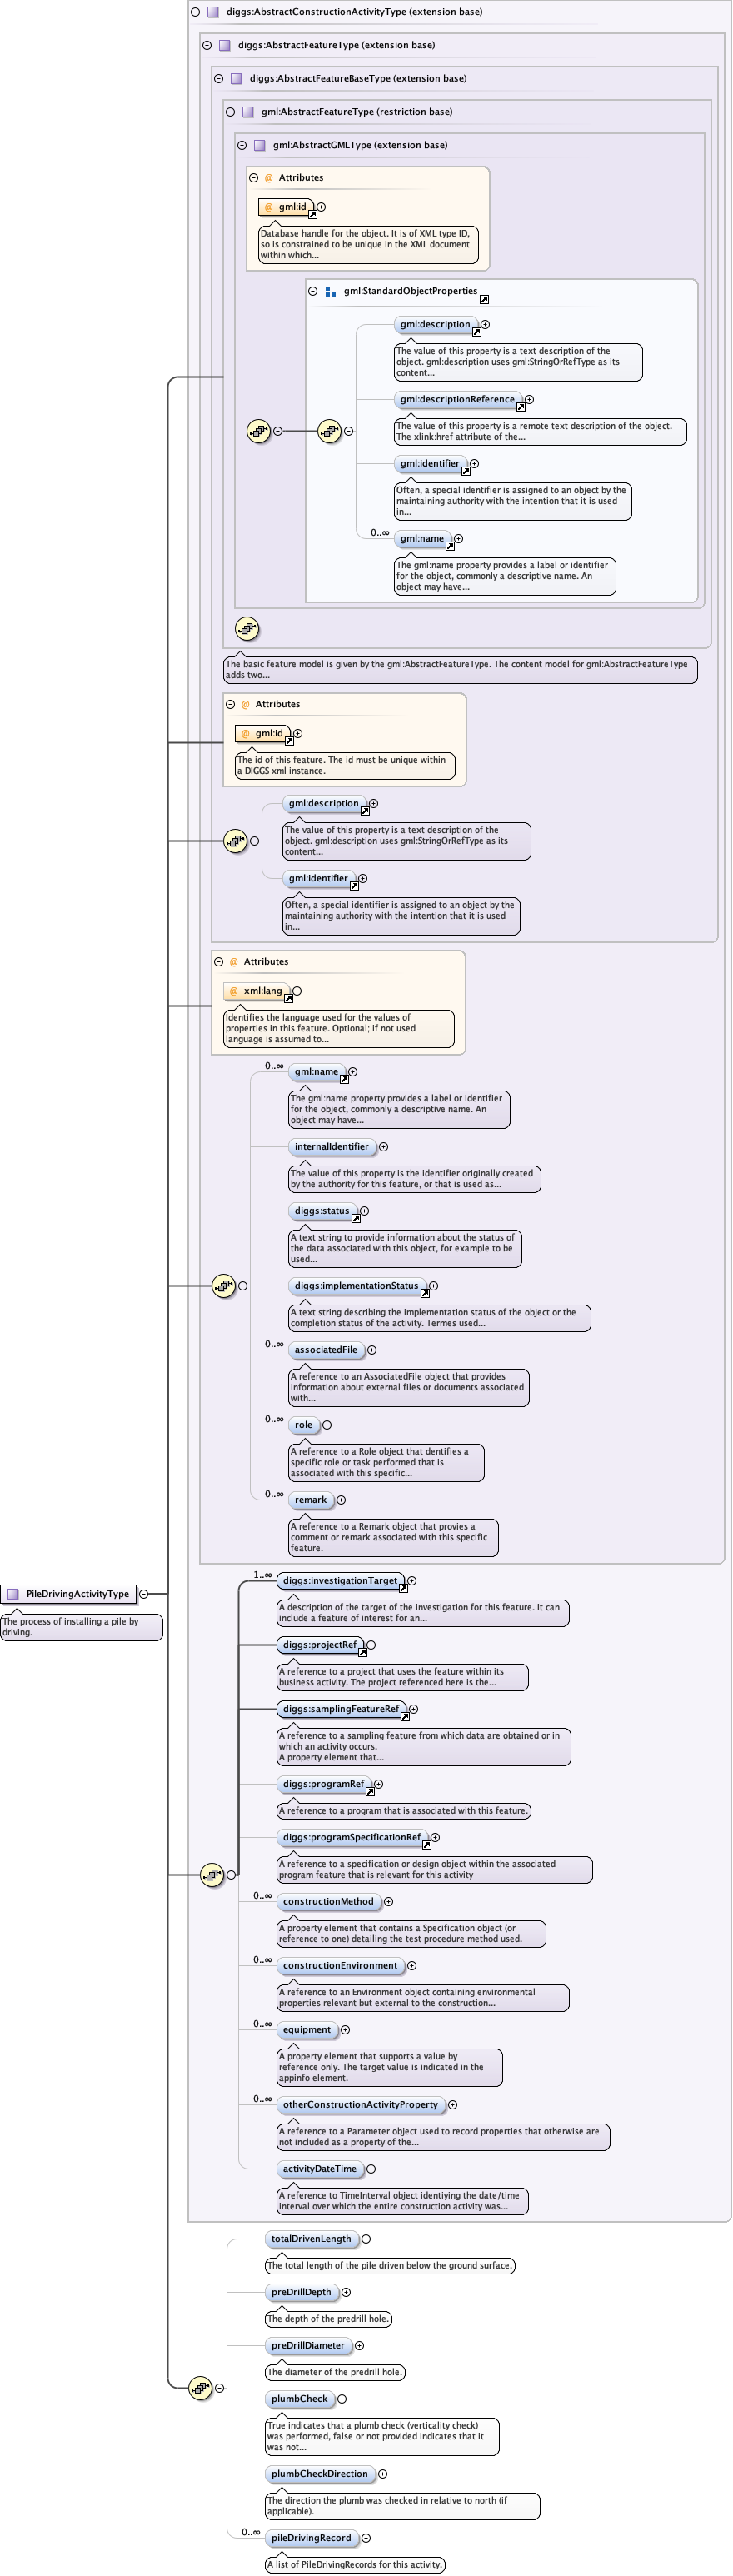 diggs:AbstractConstructionActivityType (extension base)
diggs:AbstractFeatureType (extension base)
diggs:AbstractFeatureBaseType (extension base)
gml:AbstractFeatureType (restriction base)
gml:AbstractGMLType (extension base)
@ Attributes
@ gml:id
Database handle for the object. It is of XML type ID,
so is constrained to be unique in the XML document
within which...
gml:StandardObjectProperties
gml:description
The value of this property is a text description of the
object. gml:description uses gml:StringOrRefType as its
content...
gml:descriptionReference
The value of this property is a remote text description of the object.
The xlink:href attribute of the...
gml:identifier
Often, a special identifier is assigned to an object by the
maintaining authority with the intention that it is used
in...
0..∞
gml:name
The gml:name property provides a label or identifier
for the object, commonly a descriptive name. An
object may have...
The basic feature model is given by the gml:AbstractFeatureType. The content model for gml:AbstractFeatureType
adds two...
@ Attributes
@ gml:id
The id of this feature. The id must be unique within
a DIGGS xml instance.
gml:description
The value of this property is a text description of the
object. gml:description uses gml:StringOrRefType as its
content...
gml:identifier
Often, a special identifier is assigned to an object by the
maintaining authority with the intention that it is used
in...
@ Attributes
@ xml:lang
Identifies the language used for the values of
properties in this feature. Optional; if not used
language is assumed to...
0..∞
gml:name
The gml:name property provides a label or identifier
for the object, commonly a descriptive name. An
object may have...
internalIdentifier
The value of this property is the identifier originally created
by the authority for this feature, or that is used as...
diggs:status
A text string to provide information about the status of
the data associated with this object, for example to be
used...
diggs:implementationStatus
A text string describing the implementation status of the object or the
completion status of the activity. Termes used...
0..∞
associatedFile
A reference to an AssociatedFile object that provides
information about external files or documents associated
with...
0..∞
role
A reference to a Role object that dentifies a
specific role or task performed that is
associated with this specific...
0..∞
remark
A reference to a Remark object that provies a
comment or remark associated with this specific
feature.
PileDrivingActivityType
The process of installing a pile by
driving.
1..∞
diggs:investigationTarget
A description of the target of the investigation for this feature. It can
include a feature of interest for an...
diggs:projectRef
A reference to a project that uses the feature within its
business activity. The project referenced here is the...
diggs:samplingFeatureRef
A reference to a sampling feature from which data are obtained or in
which an activity occurs.
A property element that...
diggs:programRef
A reference to a program that is associated with this feature.
diggs:programSpecificationRef
A reference to a specification or design object within the associated
program feature that is relevant for this activity
0..∞
constructionMethod
A property element that contains a Specification object (or
reference to one) detailing the test procedure method used.
0..∞
constructionEnvironment
A reference to an Environment object containing environmental
properties relevant but external to the construction...
0..∞
equipment
A property element that supports a value by
reference only. The target value is indicated in the
appinfo element.
0..∞
otherConstructionActivityProperty
A reference to a Parameter object used to record properties that otherwise are
not included as a property of the...
activityDateTime
A reference to TimeInterval object identiying the date/time
interval over which the entire construction activity was...
totalDrivenLength
The total length of the pile driven below the ground surface.
preDrillDepth
The depth of the predrill hole.
preDrillDiameter
The diameter of the predrill hole.
plumbCheck
True indicates that a plumb check (verticality check)
was performed, false or not provided indicates that it
was not...
plumbCheckDirection
The direction the plumb was checked in relative to north (if
applicable).
0..∞
pileDrivingRecord
A list of PileDrivingRecords for this activity.